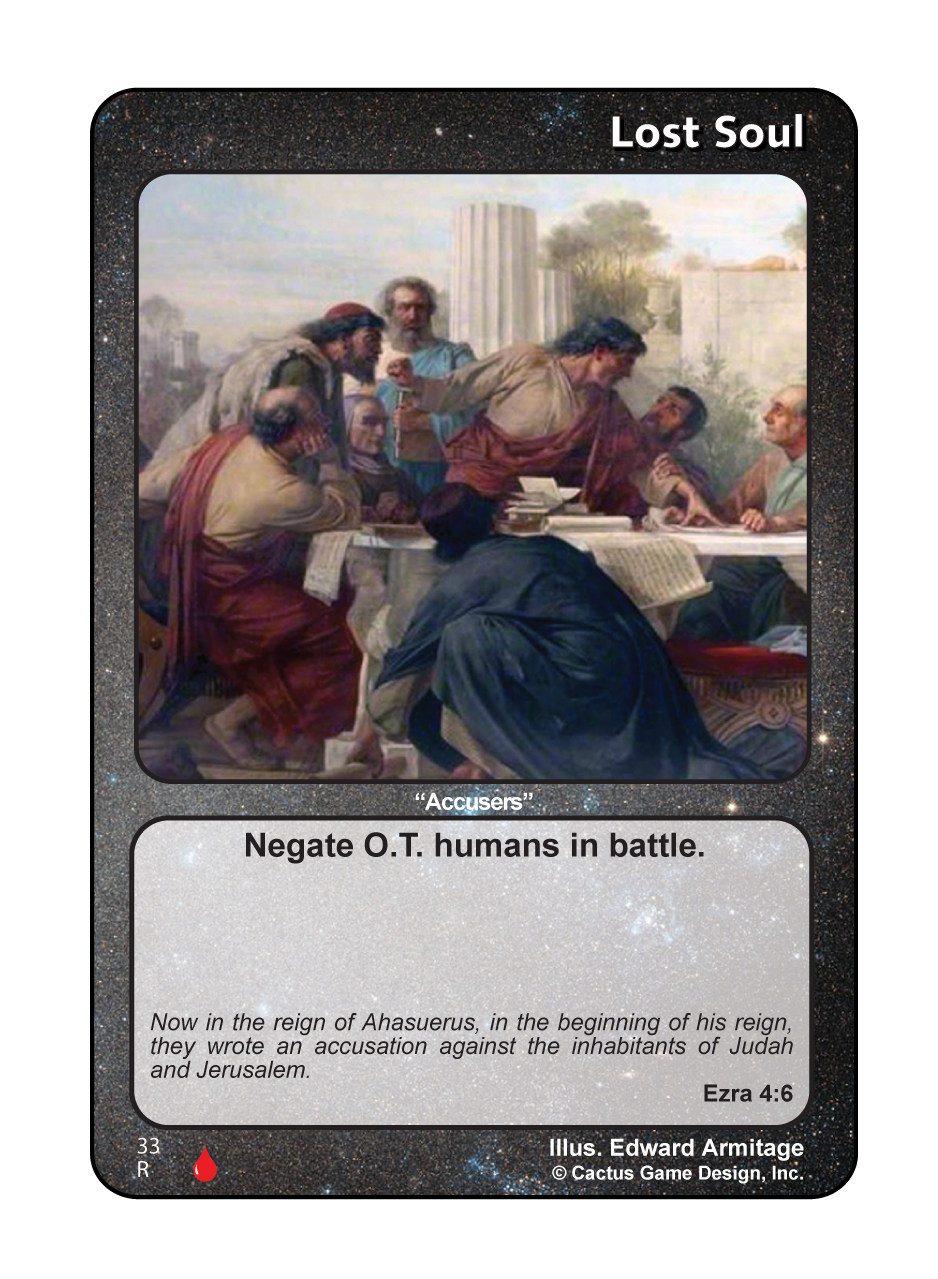 Lost Soul
“Accusers”
Negate O.T. humans in battle.
Now in the reign of Ahasuerus, in the beginning of his reign,
they wrote an accusation against the inhabitants of Judah
and Jerusalem.
Ezra 4:6
33
R
Illus. Edward Armitage
© Cactus Game Design, Inc.